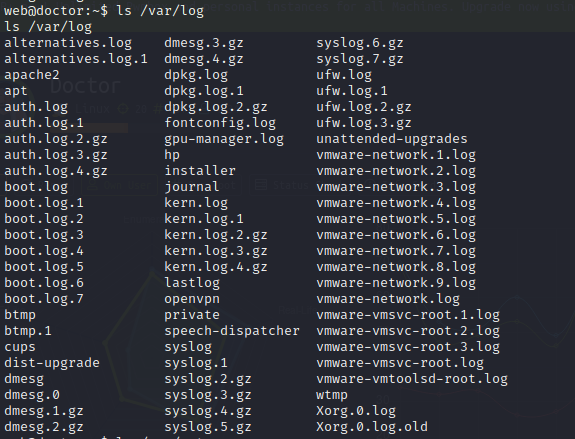 web@doctor:~$ ls /var/log
ls /var/log
alternatives.log dmesg.3.gz syslog.6.gz
alternatives.log.1 dmesg.4.gz syslog.7.gz
apache2 dpkg.log ufw.log
apt dpkg.log.1 ufw.log.1
auth.log dpkg.log.2.gz ufw.log.2.gz
auth.log.1 fontconfig.log ufw.log.3.gz
auth.log.2.gz gpu-manager.log unattended-upgrades
auth.log.3.gz hp vmware-network.1.log
auth.log.4.gz installer vmware-network.2.log
boot.log journal vmware-network.3.log
boot.log.1 kern.log vmware-network.4.log
boot.log.2 kern.log.1 vmware-network.5.log
boot.log.3 kern.log.2.gz vmware-network.6.log
boot.log.4 kern.log.3.gz vmware-network.7.log
boot.log.5 kern.log.4.gz vmware-network.8.log
boot.log.6 lastlog vmware-network.9.log
boot.log.7 openvpn vmware-network.log
btmp private vmware-vmsvc-root.1.log
btmp.1 speech-dispatcher vmware-vmsvc-root.2.log
cups syslog vmware-vmsvc-root.3.log
dist-upgrade syslog.1 vmware-vmsvc-root.log
dmesg syslog.2.gz vmware-vmtoolsd-root.log
dmesg.0 syslog.3.gz wtmp
dmesg.1.gz syslog.4.gz Xorg.0.log
dmesg.2.gz syslog.5.gz Xorg.0.log.old
Doctor